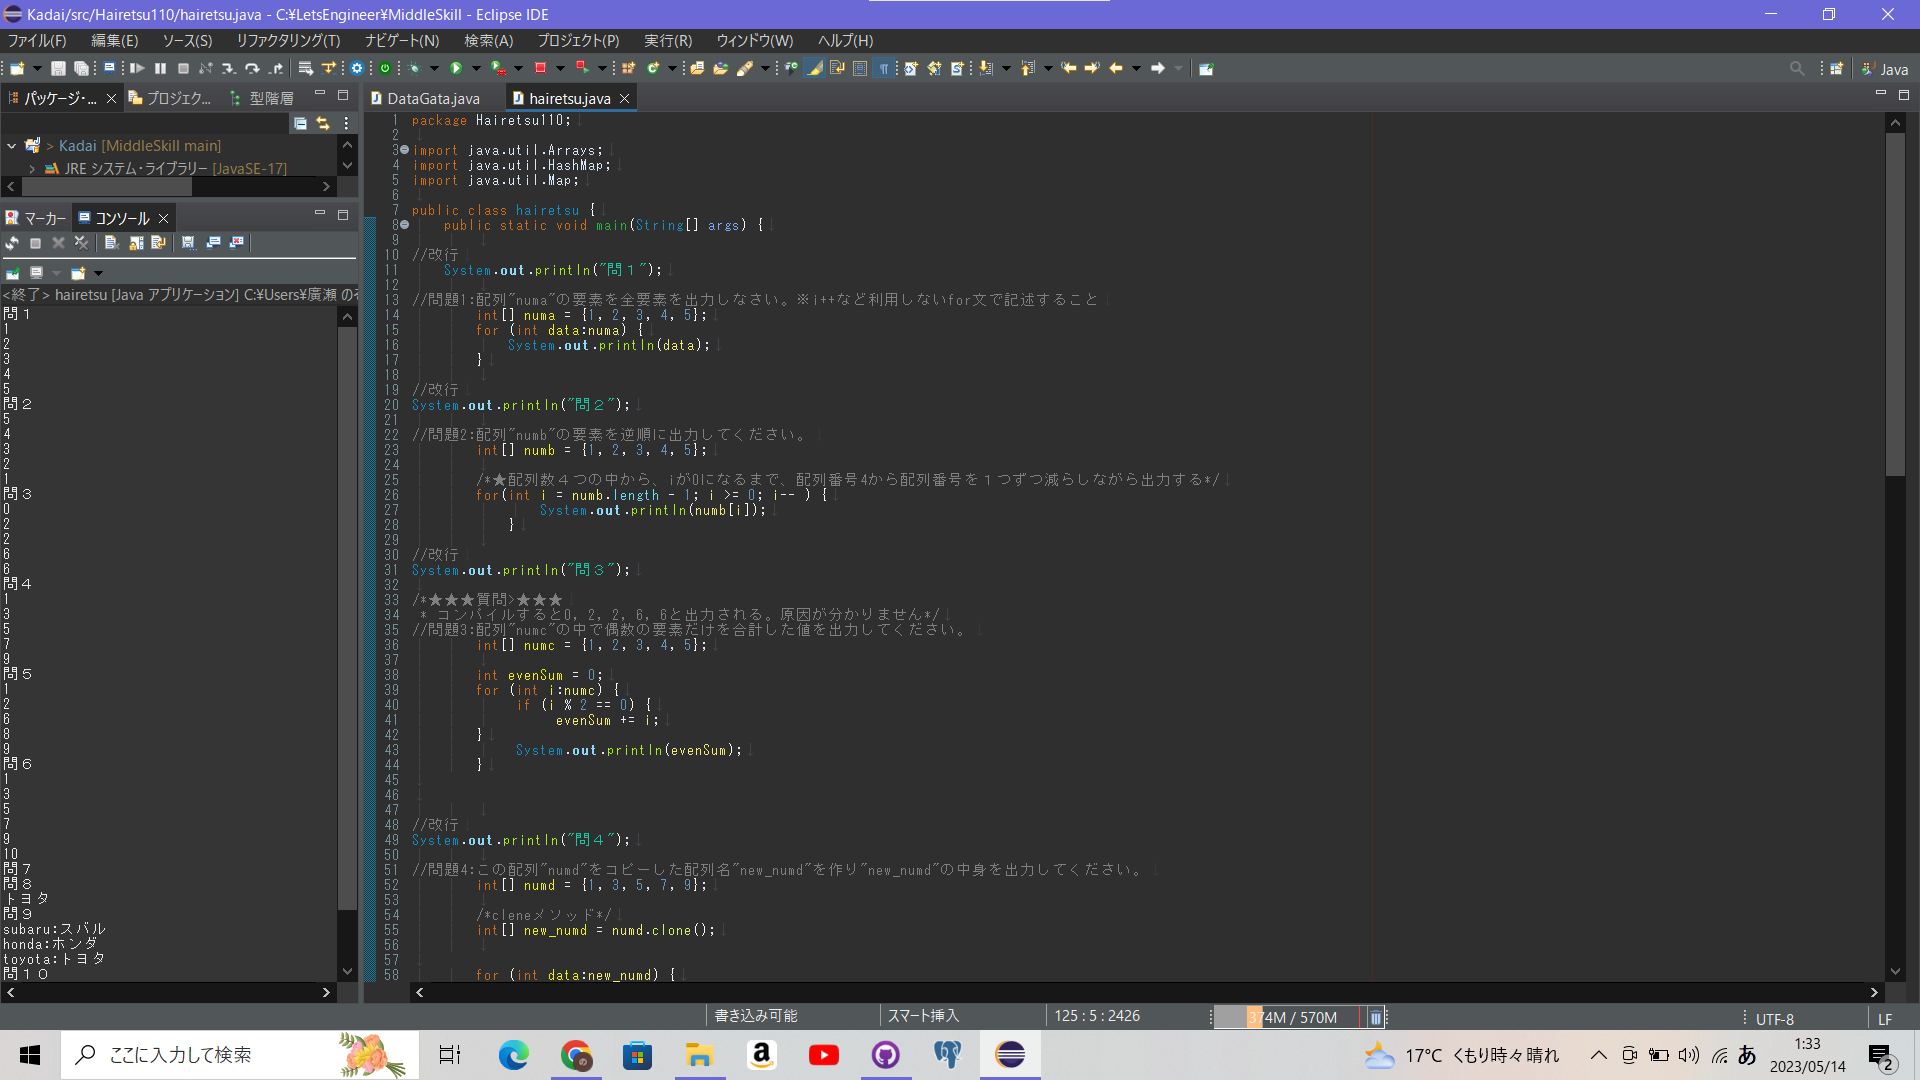 Kadai/src/Hairetsu110/hairetsu.java - C:¥LetsEngineer¥MiddleSkill - Eclipse IDE
ファイル(F) 編集(E) ソース(S) リファクタリング(T) ナビゲート(N) 検索(A) プロジェクト(P) 実行(R) ウィンドウ(W) ヘルプ(H)
Java
パッケージ・... プロジェク... 型階層
DataGata.java hairetsu.java
> Kadai [MiddleSkill main]
JRE システム・ライブラリー [JavaSE-17]
マーカー コンソール
<終了> hairetsu [Java アプリケーション] C:¥Users¥廣瀬 の
問１
1
2
3
4
5
問２
5
4
3
2
1
問３
0
2
2
6
6
問４
1
3
5
7
9
問５
1
2
6
8
9
問６
1
3
5
7
9
10
問７
問８
トヨタ
問９
subaru:スバル
honda:ホンダ
toyota:トヨタ
問１０
1 package Hairetsu110;
2
3 import java.util.Arrays;
4 import java.util.HashMap;
5 import java.util.Map;
6
7 public class hairetsu {
8 public static void main(String[] args) {
9
10 //改行
11 System.out.println("問１");
12
13 //問題1:配列"numa"の要素を全要素を出力しなさい。※i++など利用しないfor文で記述すること
14 int[] numa = {1, 2, 3, 4, 5};
15 for (int data:numa) {
16 System.out.println(data);
17 }
18
19 //改行
20 System.out.println("問２");
21
22 //問題2:配列"numb"の要素を逆順に出力してください。
23 int[] numb = {1, 2, 3, 4, 5};
24
25 /*★配列数４つの中から、iが0になるまで、配列番号4から配列番号を１つずつ減らしながら出力する*/
26 for(int i = numb.length - 1; i >= 0; i-- ) {
27 System.out.println(numb[i]);
28 }
29
30 //改行
31 System.out.println("問３");
32
33 /*★★★質問>★★★
34 * コンパイルすると0, 2, 2, 6, 6と出力される。原因が分かりません*/
35 //問題3:配列"numc"の中で偶数の要素だけを合計した値を出力してください。
36 int[] numc = {1, 2, 3, 4, 5};
37
38 int evenSum = 0;
39 for (int i:numc) {
40 if (i % 2 == 0) {
41 evenSum += i;
42 }
43 System.out.println(evenSum);
44 }
45
46
47
48 //改行
49 System.out.println("問４");
50
51 //問題4:この配列"numd"をコピーした配列名"new_numd"を作り"new_numd"の中身を出力してください。
52 int[] numd = {1, 3, 5, 7, 9};
53
54 /*cleneメソッド*/
55 int[] new_numd = numd.clone();
56
57
58 for (int data:new_numd) {
書き込み可能 スマート挿入 125 : 5 : 2426 374M / 570M UTF-8 LF
ここに入力して検索
17°C くもり時々晴れ
あ
1:33
2023/05/14
2